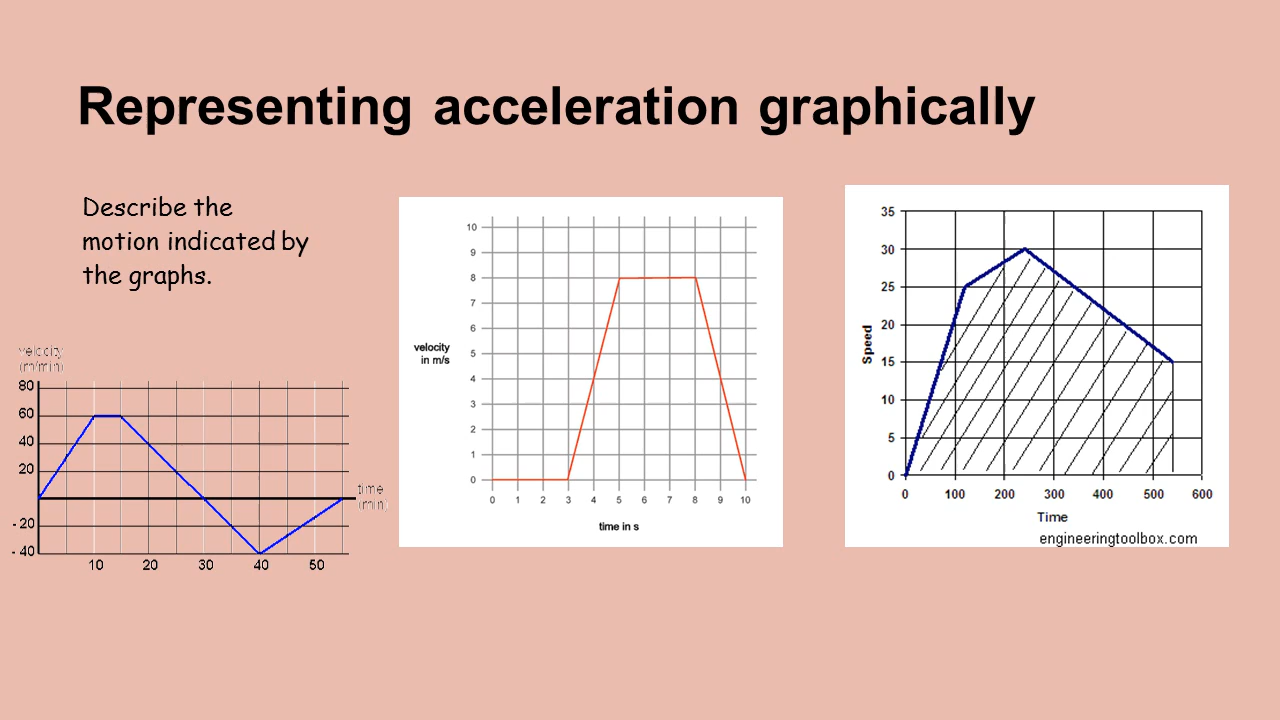 Representing acceleration graphically
Describe the
motion indicated by
the graphs.
velocity
(m/min)
80
60
40
20
- 20
- 40
10 20 30 40 50
time
(min)
10
9
8
7
6
5
4
3
2
1
0
velocity
in m/s
0 1 2 3 4 5 6 7 8 9 10
time in s
35
30
25
20
15
10
5
0
Speed
0 100 200 300 400 500 600
Time
engineeringtoolbox.com